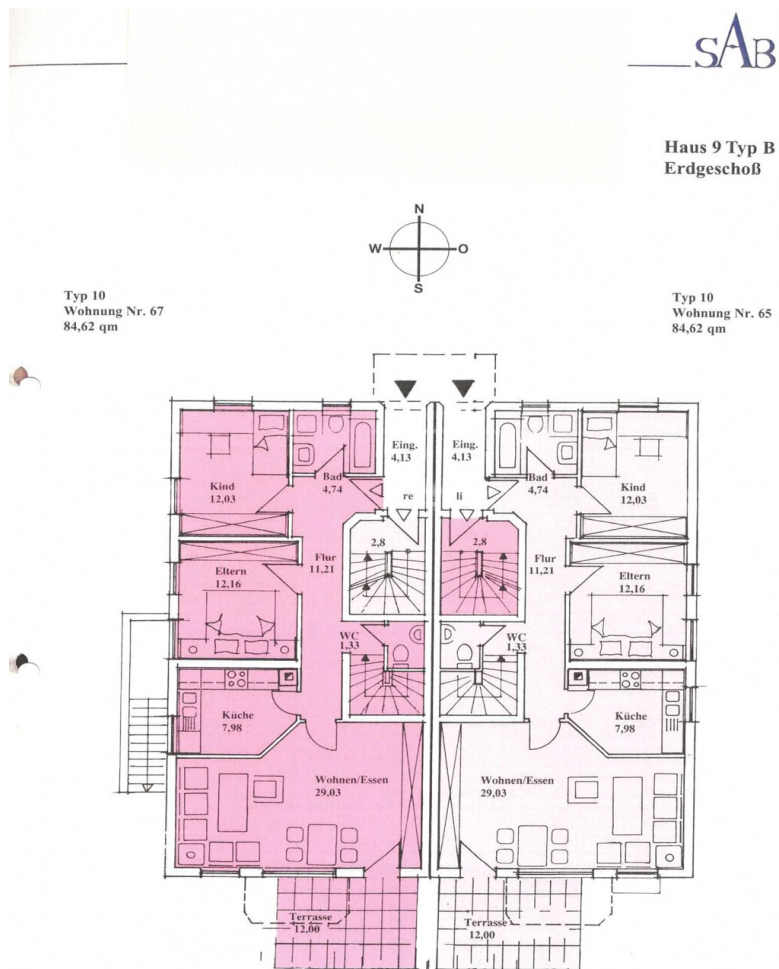 SAB
Haus 9 Typ B
Erdgeschoß
N
W
O
S
Typ 10
Wohnung Nr. 67
84,62 qm
Typ 10
Wohnung Nr. 65
84,62 qm
Eing.
4,13
Eing.
4,13
Bad
4,74
Bad
4,74
Kind
12,03
Kind
12,03
re
li
2,8
2,8
Flur
11,21
Flur
11,21
Eltern
12,16
Eltern
12,16
WC
1,33
WC
1,33
Küche
7,98
Küche
7,98
Wohnen/Essen
29,03
Wohnen/Essen
29,03
Terrasse
12,00
Terrasse
12,00